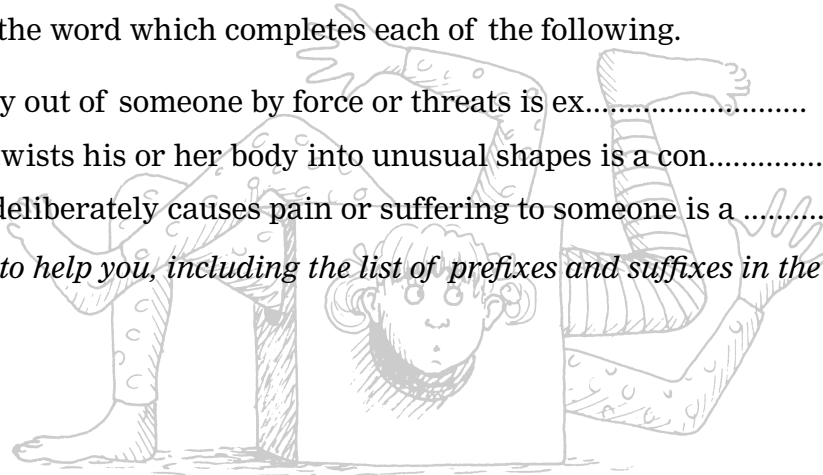 the word which completes each of the following.
y out of someone by force or threats is ex..........................
wists his or her body into unusual shapes is a con..............
deliberately causes pain or suffering to someone is a ..........
to help you, including the list of prefixes and suffixes in the